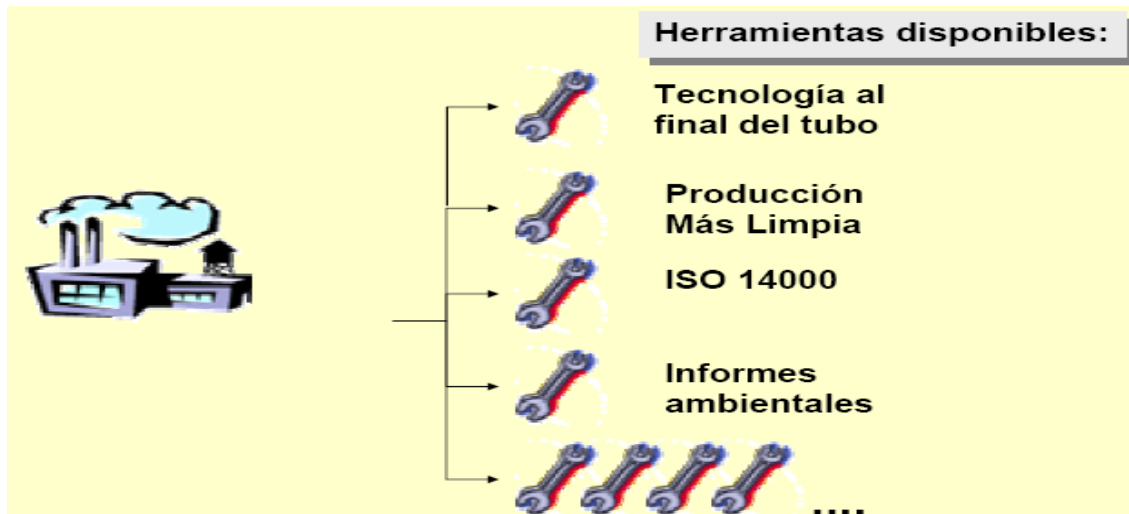 Herramientas disponibles:
Tecnología al
final del tubo
Producción
Más Limpia
ISO 14000
Informes
ambientales
....